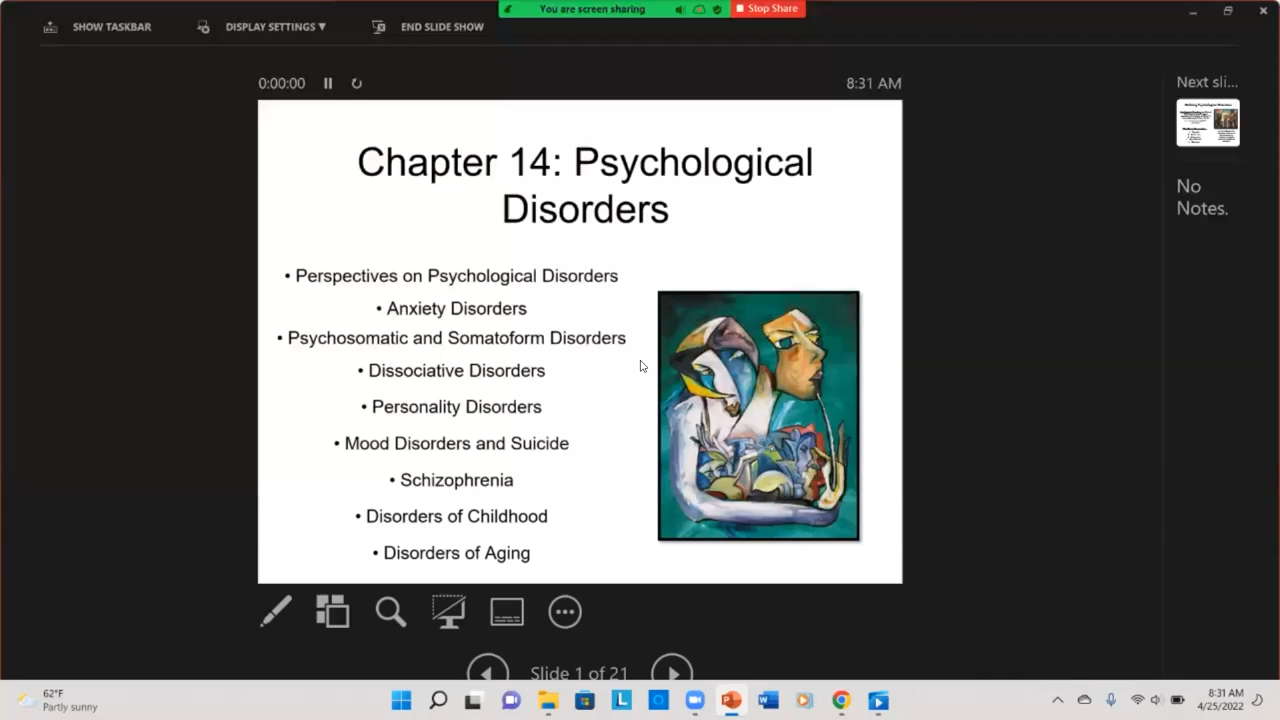 You are screen sharing
Stop Share
SHOW TASKBAR
DISPLAY SETTINGS ▼
END SLIDE SHOW
0:00:00
8:31 AM
Next sli...
Chapter 14: Psychological
Disorders
• Perspectives on Psychological Disorders
• Anxiety Disorders
• Psychosomatic and Somatoform Disorders
• Dissociative Disorders
• Personality Disorders
• Mood Disorders and Suicide
• Schizophrenia
• Disorders of Childhood
• Disorders of Aging
No
Notes.
Slide 1 of 21
62°F
Partly sunny
8:31 AM
4/25/2022